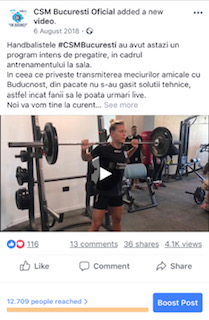 CSM Bucuresti Oficial added a new
video.
6 August 2018 ·
Handbalistele #CSMBucuresti au avut astazi un
program intens de pregatire, in cadrul
antrenamentului la sala.
In ceea ce priveste transmiterea meciurilor amicale cu
Buducnost, din pacate nu s-au gasit solutii tehnice,
astfel incat fanii sa le poata urmari live.
Noi va vom tine la curent... See more
116
13 comments 36 shares 4.1K views
Like Comment Share
12.709 people reached >
Boost Post